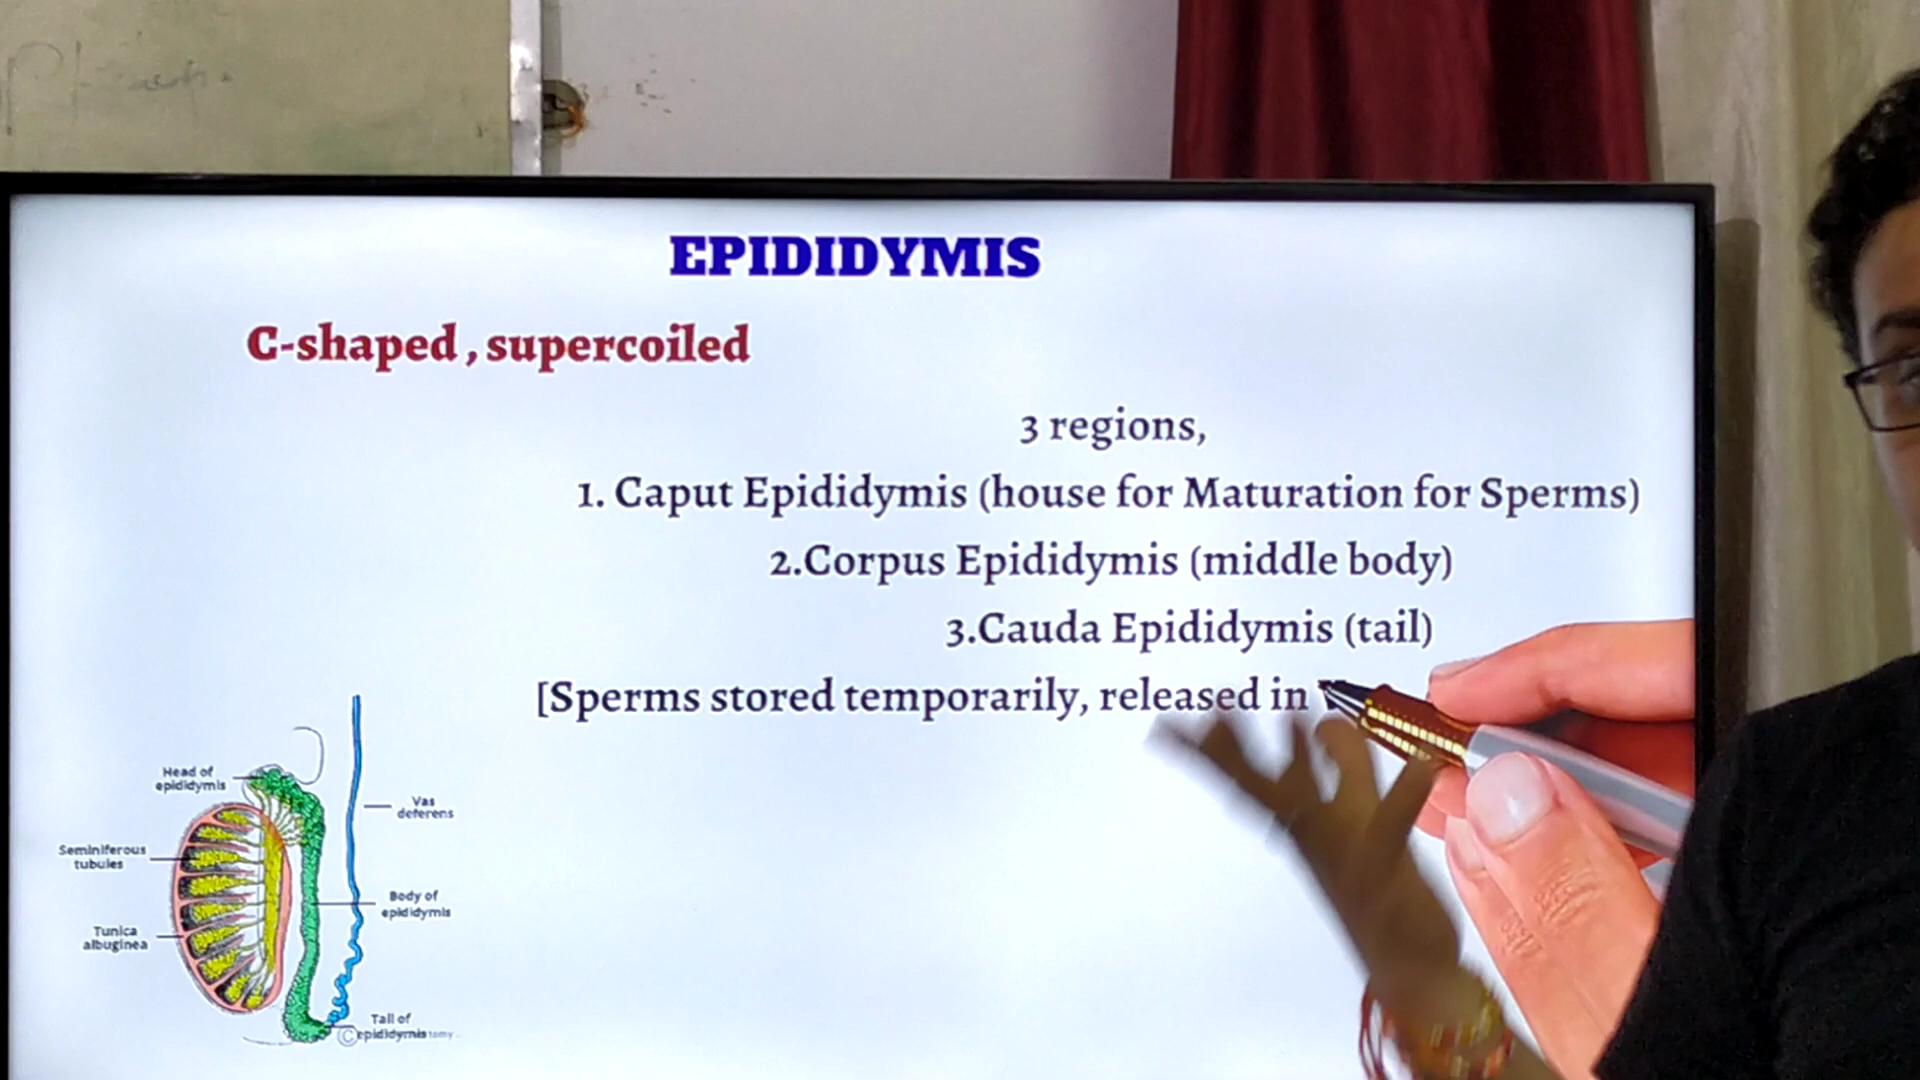 EPIDIDYMIS
C-shaped , supercoiled
3 regions,
1. Caput Epididymis (house for Maturation for Sperms)
2.Corpus Epididymis (middle body)
3.Cauda Epididymis (tail)
[Sperms stored temporarily, released in
Head of
epididymis
Vas
deferens
Seminiferous
tubules
Body of
epididymis
Tunica
albuginea
Tail of
epididymis